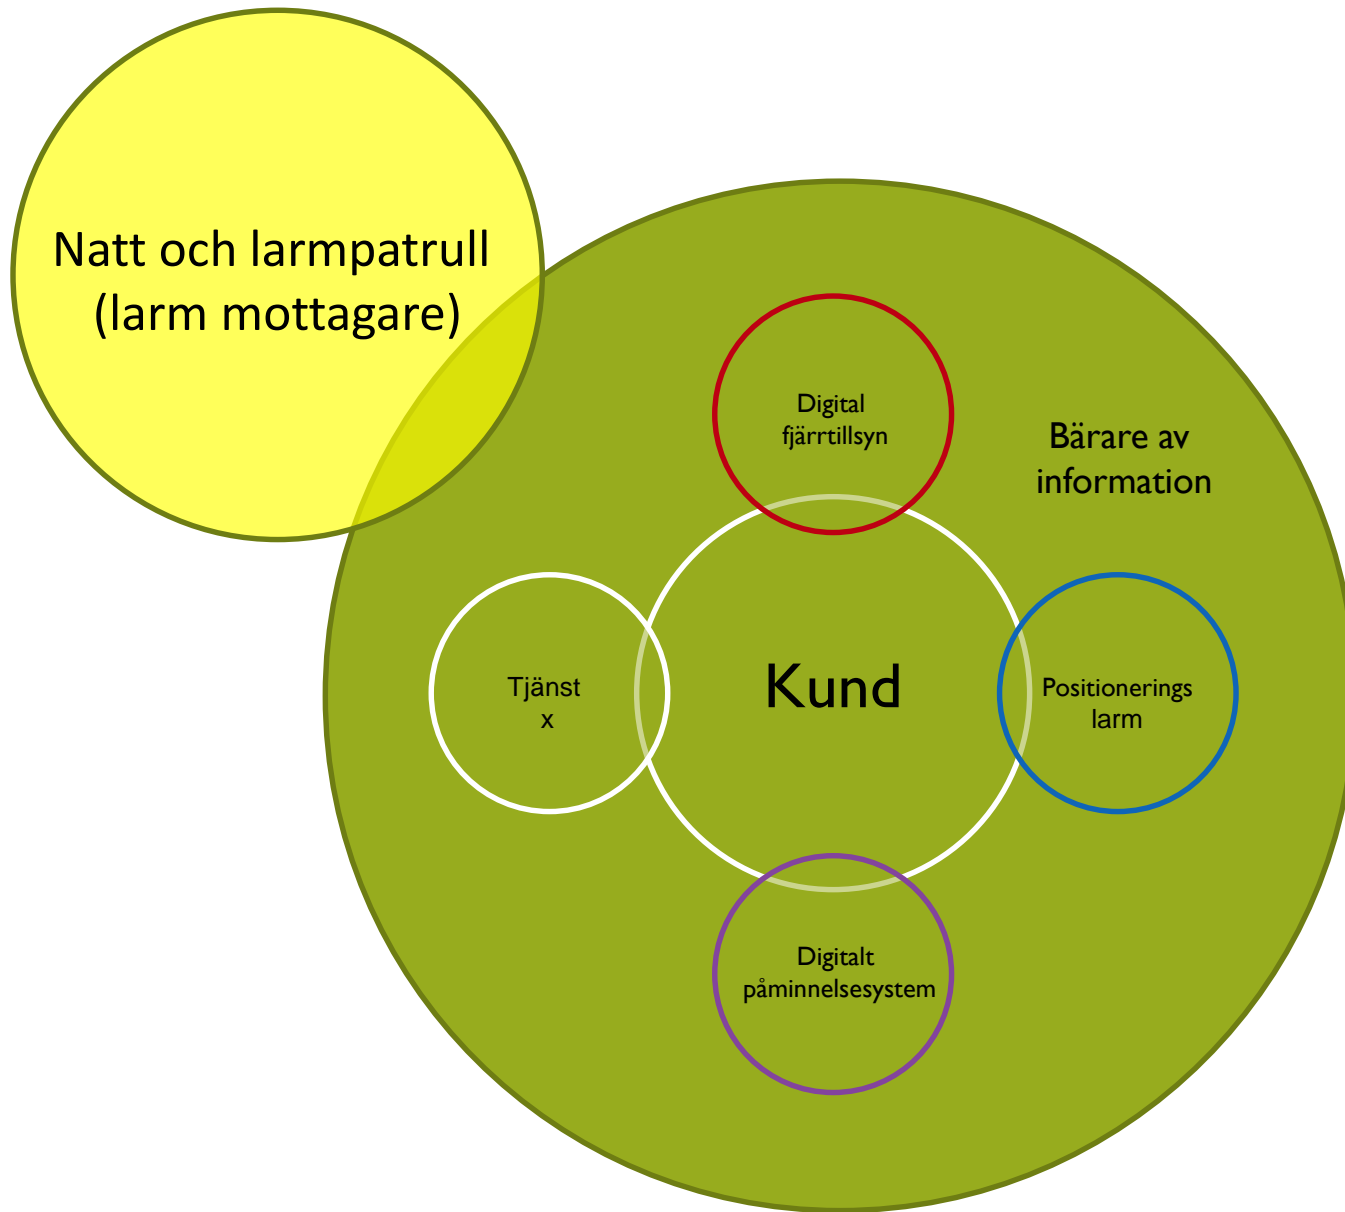 Natt och larmpatrull
(larm mottagare)
Digital
fjärrtillsyn
Bärare av
information
Tjänst
x
Kund
Positionerings
larm
Digitalt
påminnelsesystem